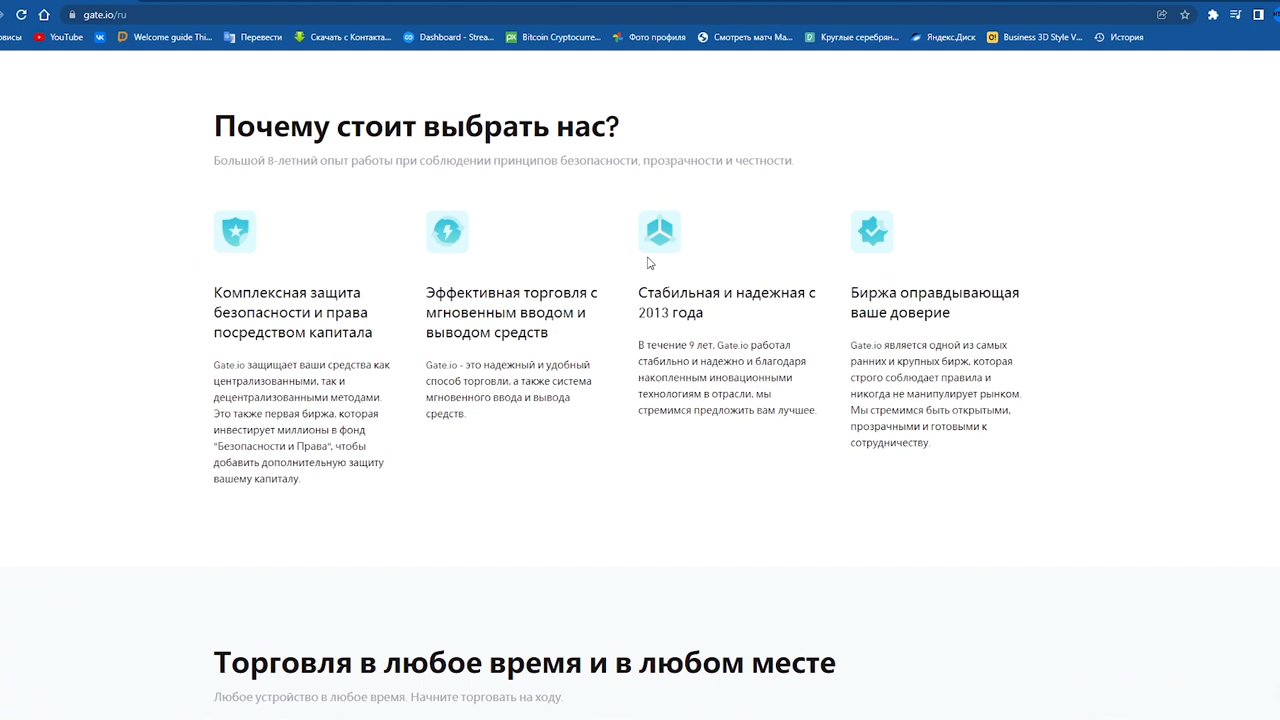 gate.io/ru
рвисы YouTube Welcome guide Thi... Перевести Скачать с Контакта... Dashboard - Strea... Bitcoin Cryptocurre... Фото профиля Смотреть матч Ма... Круглые серебрян... Яндекс.Диск Business 3D Style V... История
Почему стоит выбрать нас?
Большой 8-летний опыт работы при соблюдении принципов безопасности, прозрачности и честности.
Комплексная защита
безопасности и права
посредством капитала
Gate.io защищает ваши средства как
централизованными, так и
децентрализованными методами.
Это также первая биржа, которая
инвестирует миллионы в фонд
"Безопасности и Права", чтобы
добавить дополнительную защиту
вашему капиталу.
Эффективная торговля с
мгновенным вводом и
выводом средств
Gate.io - это надежный и удобный
способ торговли, а также система
мгновенного ввода и вывода
средств.
Стабильная и надежная с
2013 года
В течение 9 лет, Gate.io работал
стабильно и надежно и благодаря
накопленным иновационными
технологиям в отрасли, мы
стремимся предложить вам лучшее.
Биржа оправдывающая
ваше доверие
Gate.io является одной из самых
ранних и крупных бирж, которая
строго соблюдает правила и
никогда не манипулирует рынком.
Мы стремимся быть открытыми,
прозрачными и готовыми к
сотрудничеству.
Торговля в любое время и в любом месте
Любое устройство в любое время. Начните торговать на ходу.